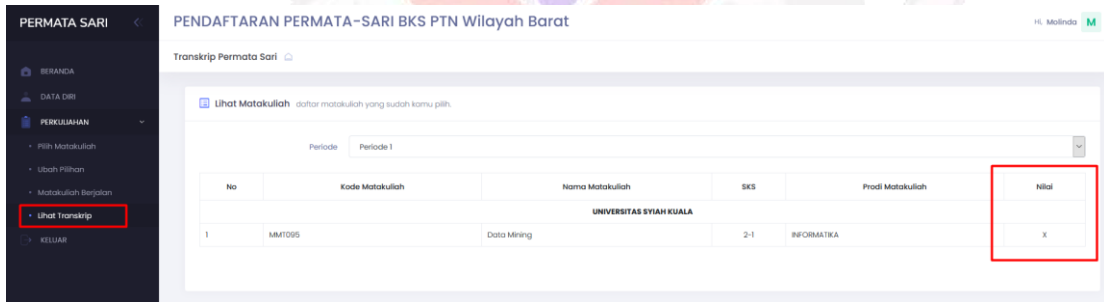 PERMATA SARI
PENDAFTARAN PERMATA-SARI BKS PTN Wilayah Barat
Hi, Molinda M
Transkrip Permata Sari
BERANDA
DATA DIRI
PERKULIAHAN
Pilih Matakuliah
Ubah Pilihan
Matakuliah Berjalan
Lihat Transkrip
KELUAR
Lihat Matakuliah daftar matakuliah yang sudah kamu pilih.
Periode Periode 1
No Kode Matakuliah Nama Matakuliah SKS Prodi Matakuliah Nilai
UNIVERSITAS SYIAH KUALA
1 MMT095 Data Mining 2-1 INFORMATIKA X